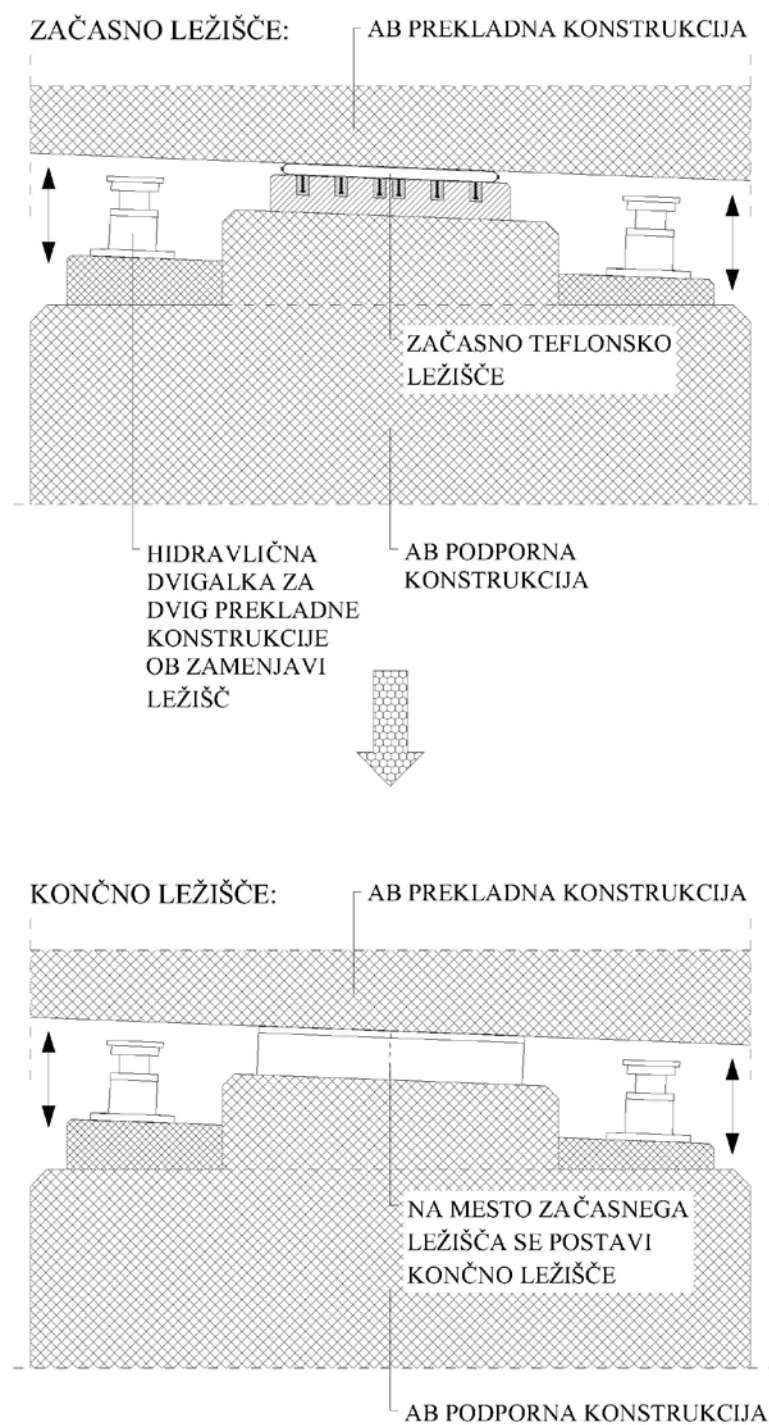 ZAČASNO LEŽIŠČE:
AB PREKLADNA KONSTRUKCIJA
ZAČASNO TEFLONSKO
LEŽIŠČE
HIDRAVLIČNA
DVIGALKA ZA
DVIG PREKLADNE
KONSTRUKCIJE
OB ZAMENJAVI
LEŽIŠČ
AB PODPORNA
KONSTRUKCIJA
KONČNO LEŽIŠČE:
AB PREKLADNA KONSTRUKCIJA
NA MESTO ZAČASNEGA
LEŽIŠČA SE POSTAVI
KONČNO LEŽIŠČE
AB PODPORNA KONSTRUKCIJA